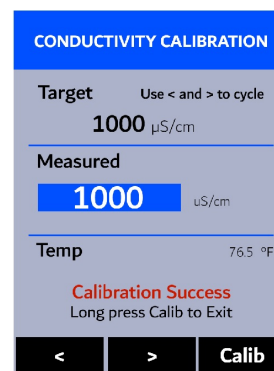 CONDUCTIVITY CALIBRATION
Target Use < and > to cycle
1000 µS/cm
Measured
1000 uS/cm
Temp 76.5 °F
Calibration Success
Long press Calib to Exit
< > Calib